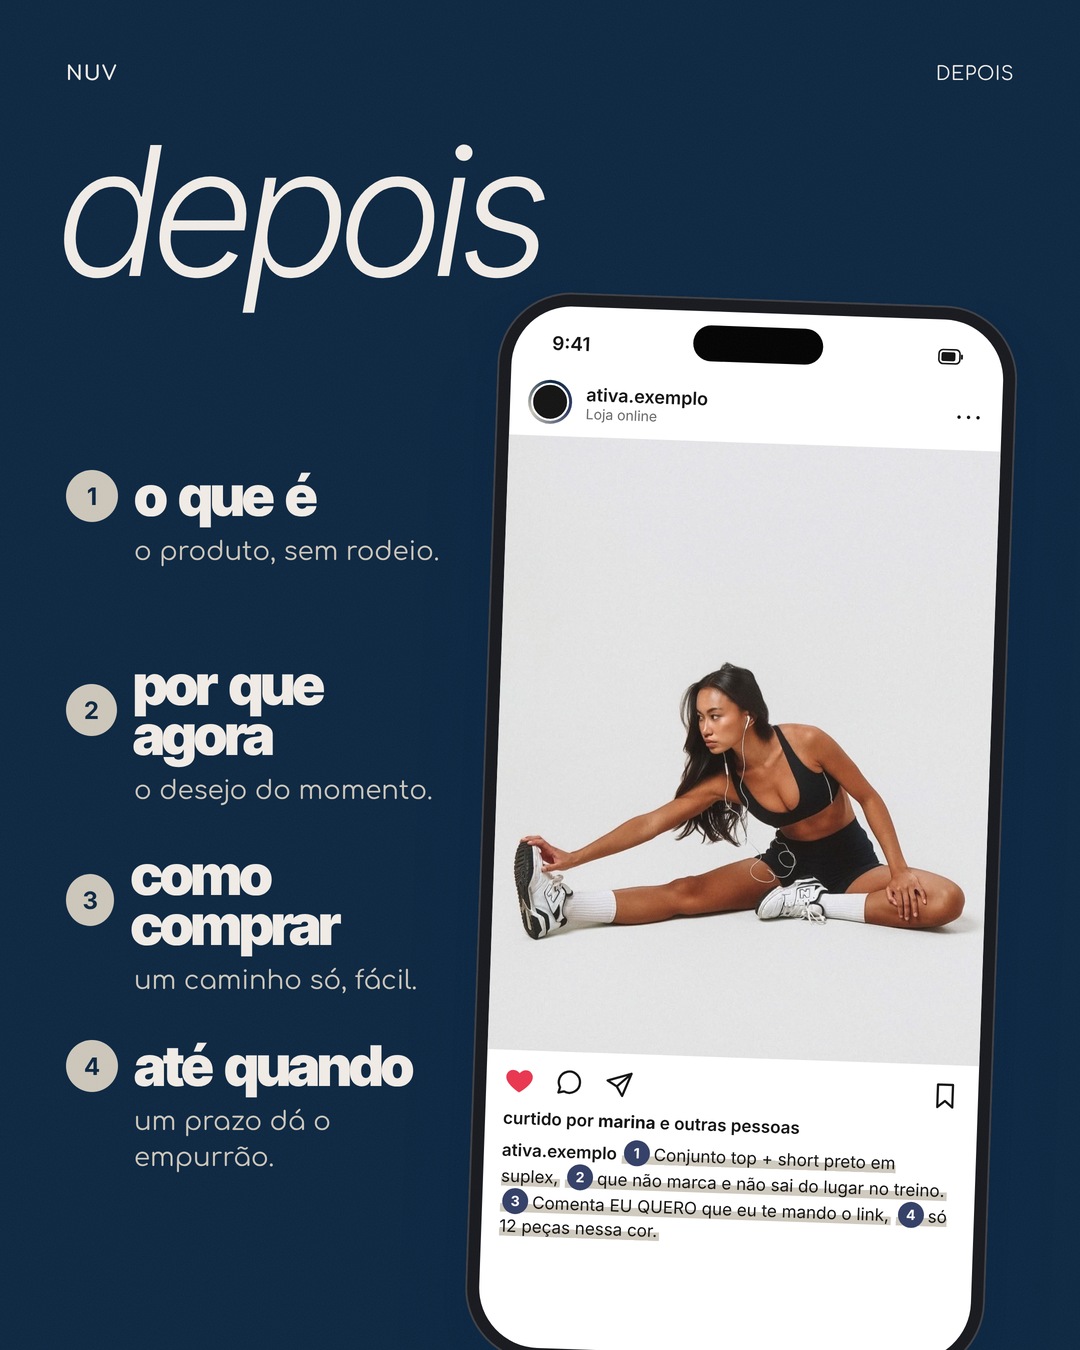 NUV
DEPOIS
depois
1 o que é
o produto, sem rodeio.
2 por que
agora
o desejo do momento.
3 como
comprar
um caminho só, fácil.
4 até quando
um prazo dá o
empurrão.
9:41
ativa.exemplo
Loja online
curtido por marina e outras pessoas
ativa.exemplo 1 Conjunto top + short preto em
suplex, 2 que não marca e não sai do lugar no treino.
3 Comenta EU QUERO que eu te mando o link, 4 só
12 peças nessa cor.